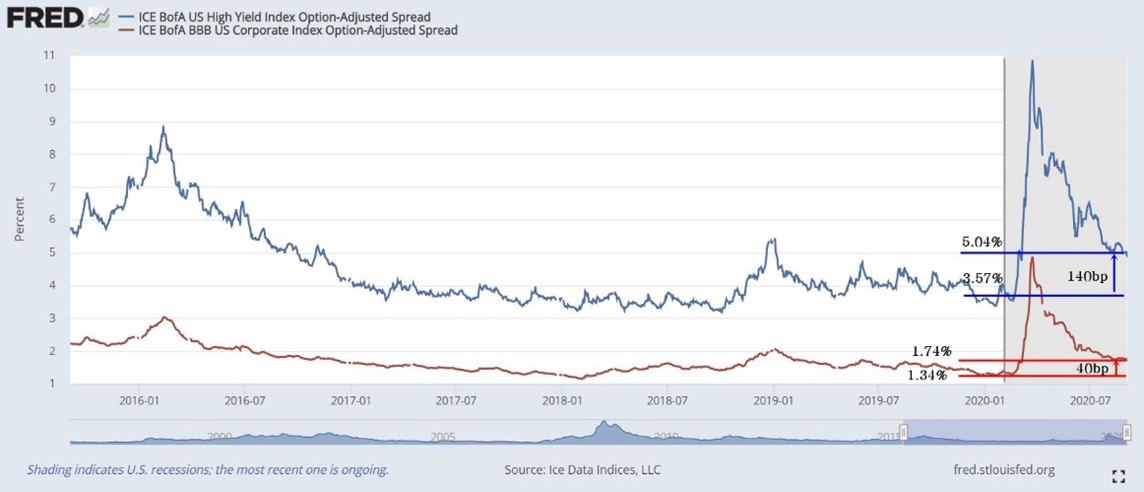 FRED
ICE BofA US High Yield Index Option-Adjusted Spread
ICE BofA BBB US Corporate Index Option-Adjusted Spread
Percent
11
10
9
8
7
6
5
4
3
2
1
5.04%
3.57%
140bp
1.74%
1.34%
40bp
2016-01 2016-07 2017-01 2017-07 2018-01 2018-07 2019-01 2019-07 2020-01 2020-07
2000 2005 2010
Shading indicates U.S. recessions; the most recent one is ongoing.
Source: Ice Data Indices, LLC
fred.stlouisfed.org